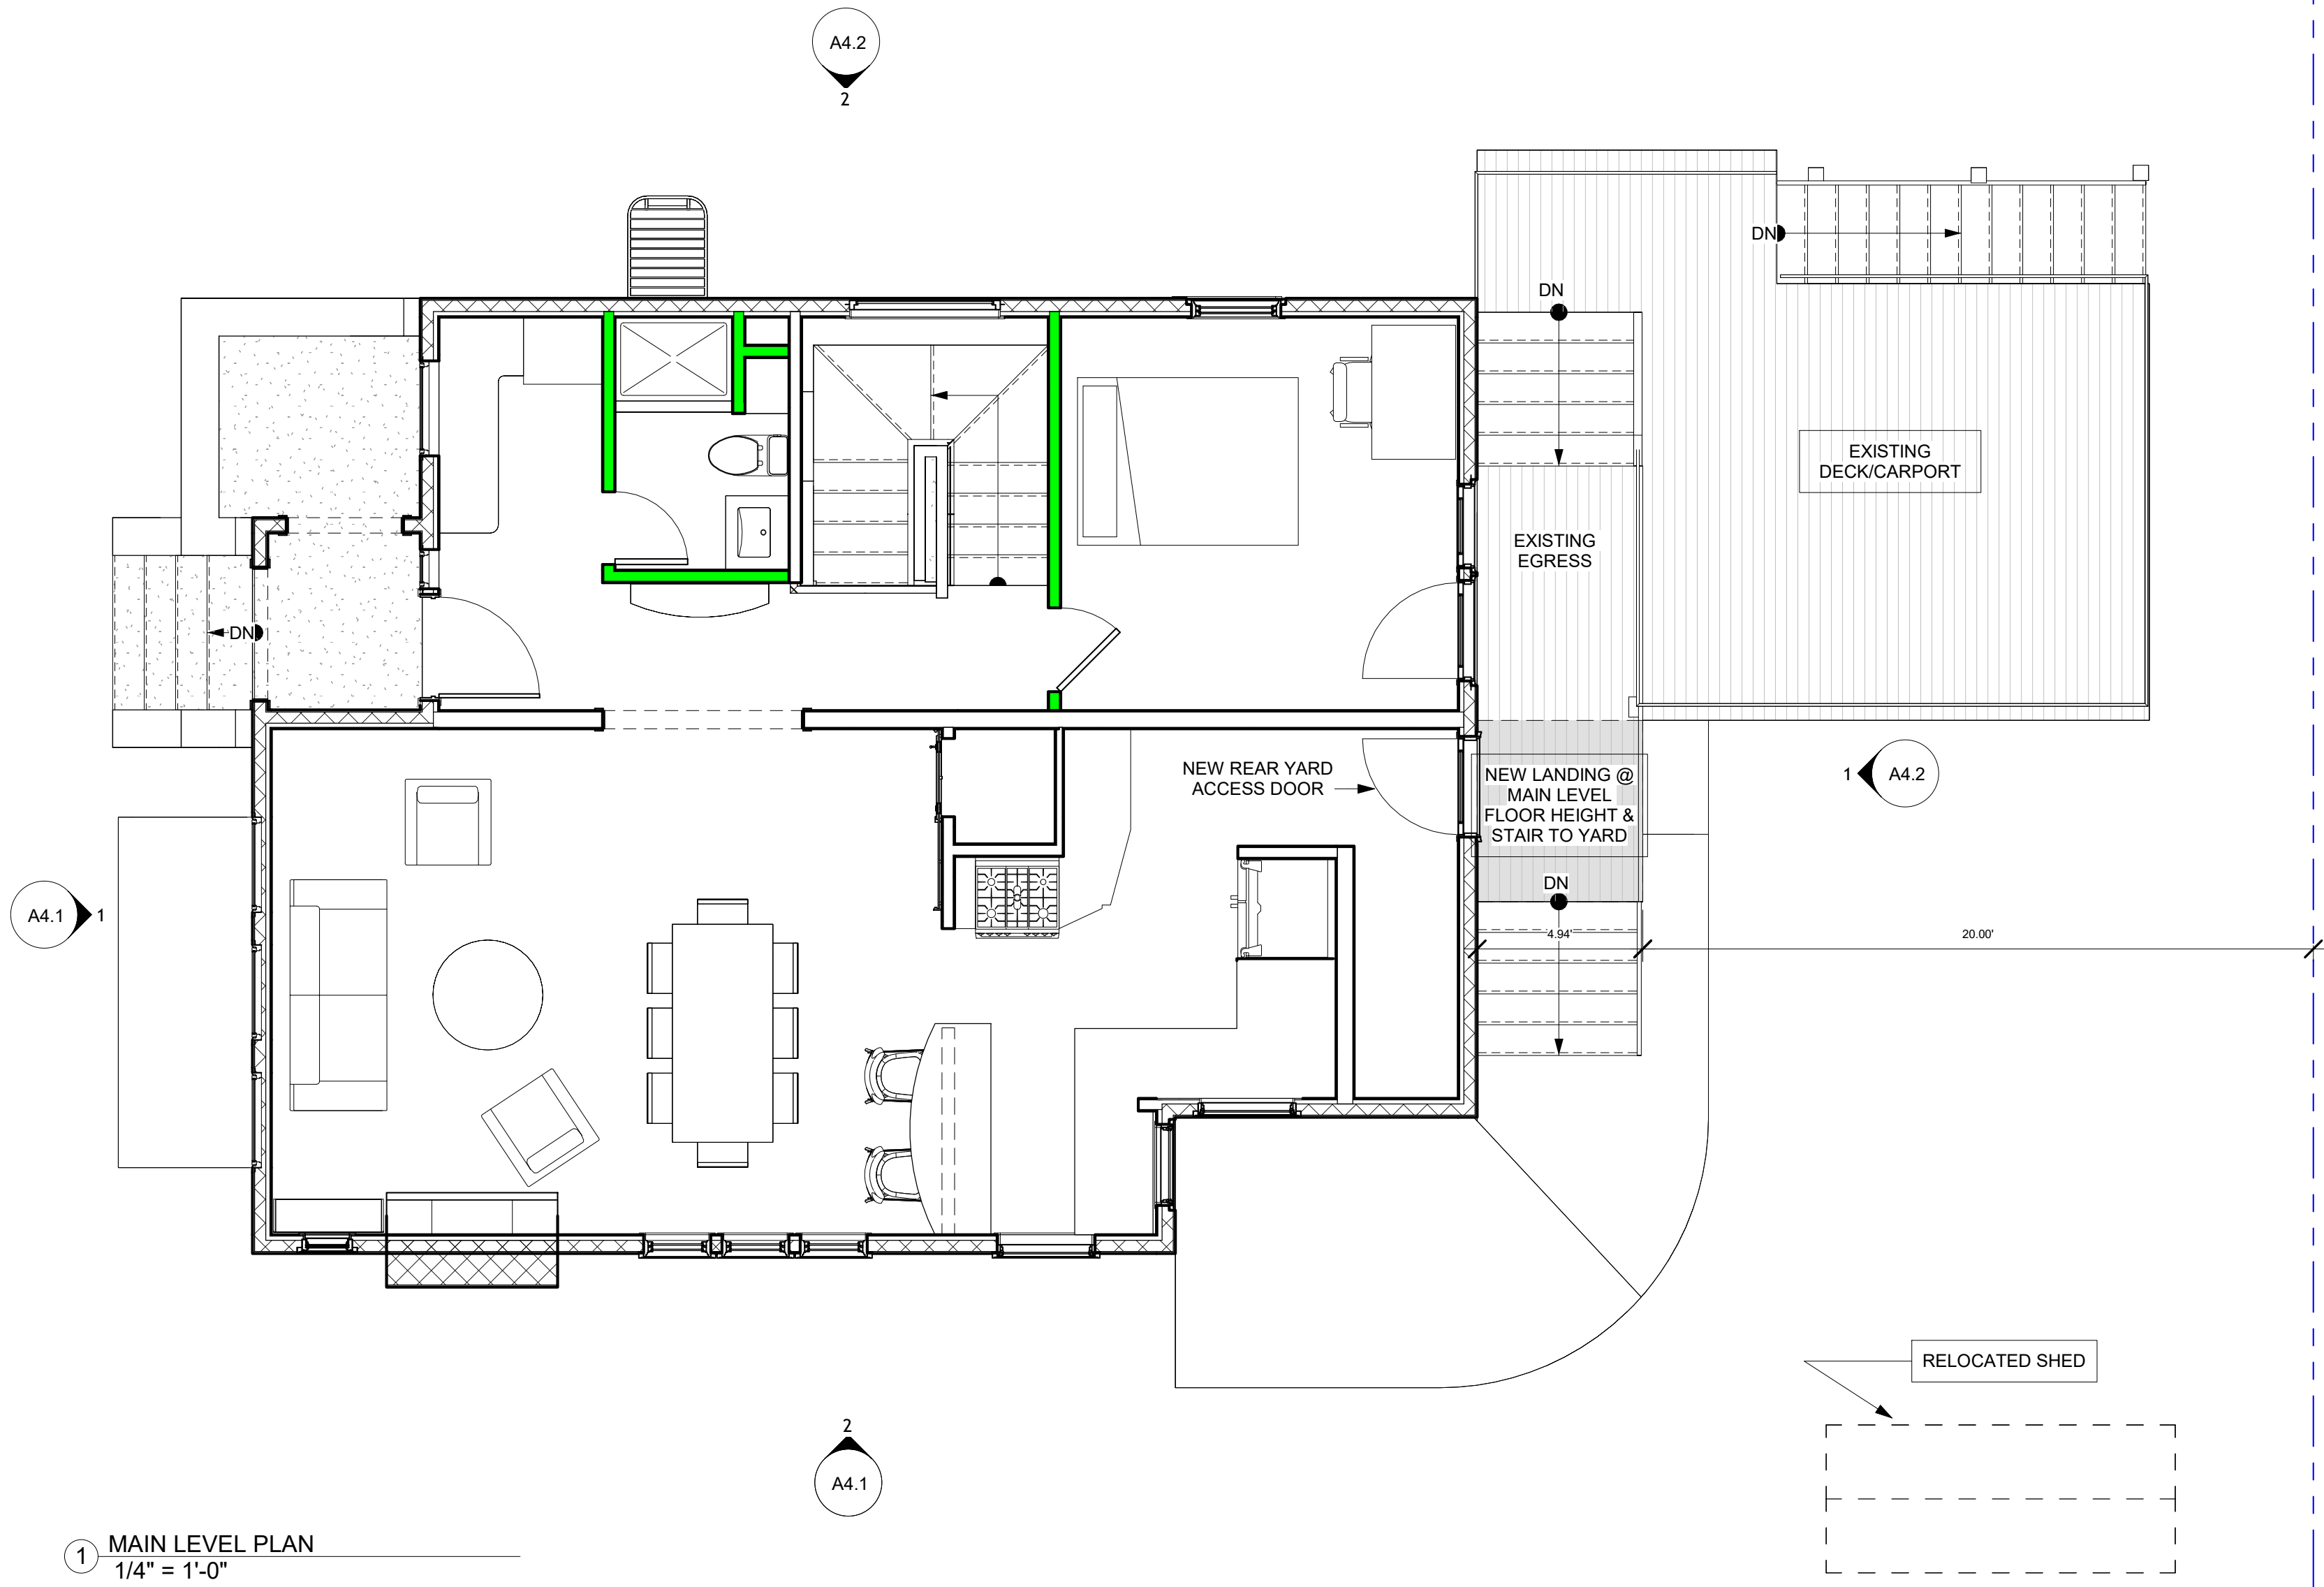 A4.2
2
DN
DN
EXISTING
DECK/CARPORT
EXISTING
EGRESS
DN
NEW REAR YARD
ACCESS DOOR
NEW LANDING @
MAIN LEVEL
FLOOR HEIGHT &
STAIR TO YARD
1
A4.2
DN
A4.1
1
4.94'
20.00'
RELOCATED SHED
2
A4.1
1
MAIN LEVEL PLAN
1/4" = 1'-0"